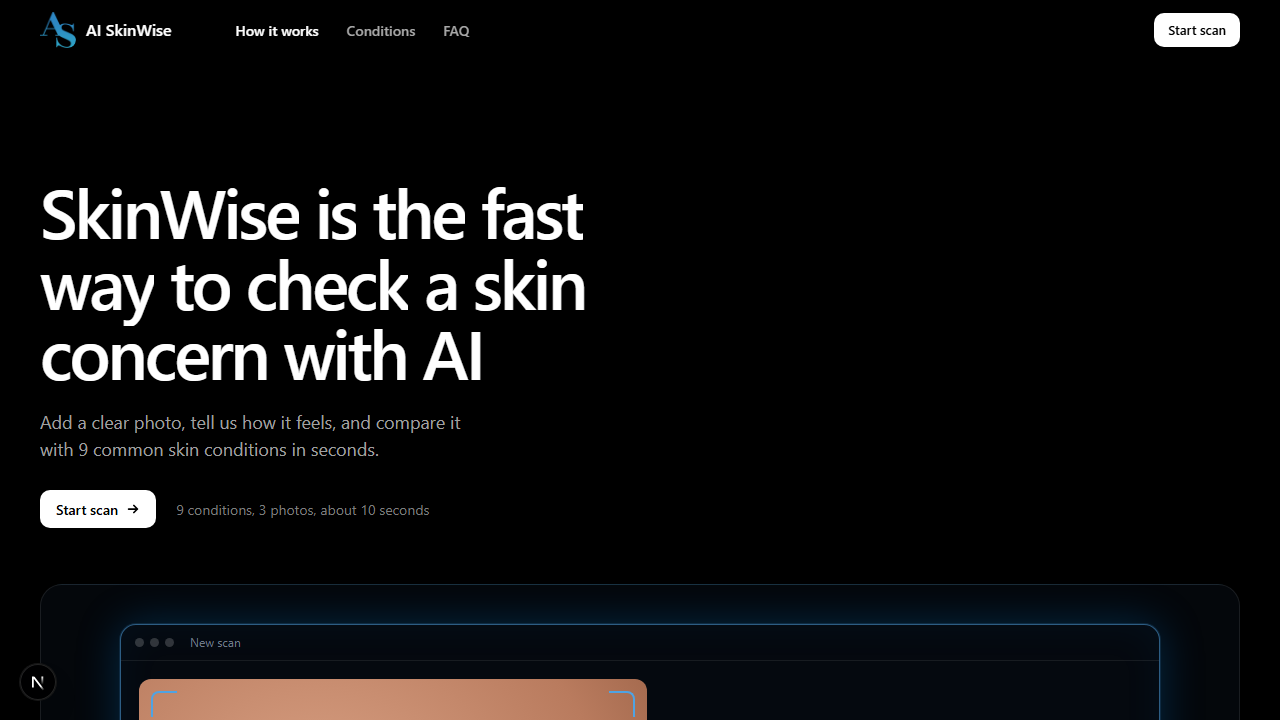 AS
AI SkinWise
How it works
Conditions
FAQ
Start scan
SkinWise is the fast
way to check a skin
concern with AI
Add a clear photo, tell us how it feels, and compare it
with 9 common skin conditions in seconds.
Start scan →
9 conditions, 3 photos, about 10 seconds
New scan
N